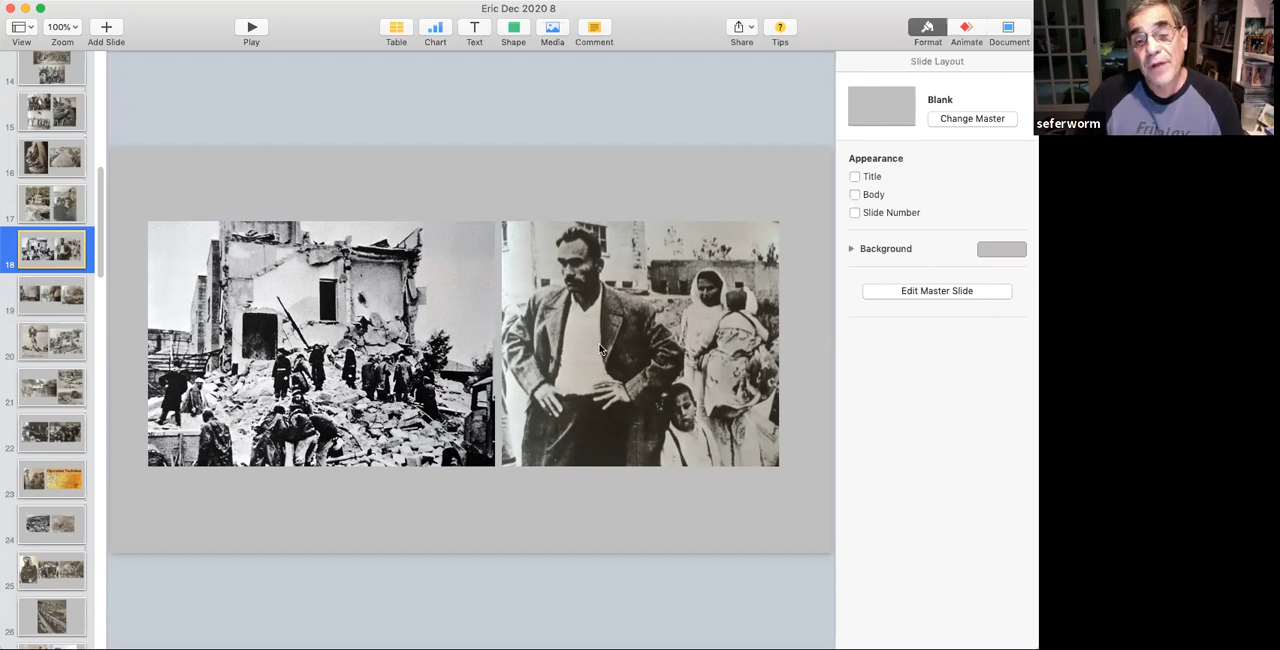 Eric Dec 2020 8
100%
View
Zoom
Add Slide
Play
Table
Chart
Text
Shape
Media
Comment
Share
Tips
Format
Animate
Document
Slide Layout
Blank
Change Master
Appearance
Title
Body
Slide Number
Background
Edit Master Slide
14
15
16
17
18
19
20
21
22
23
24
25
26
seferworm